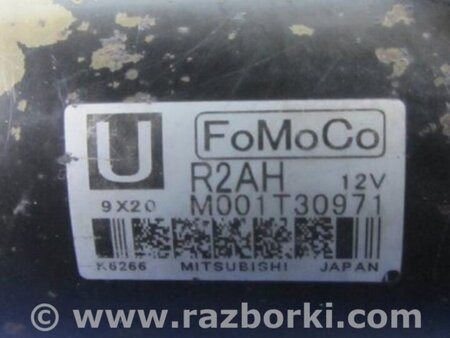 U FoMoCo
R2AH 12V
9X20 M001T30971
K6266 MITSUBISHI JAPAN
© www.razborki.com